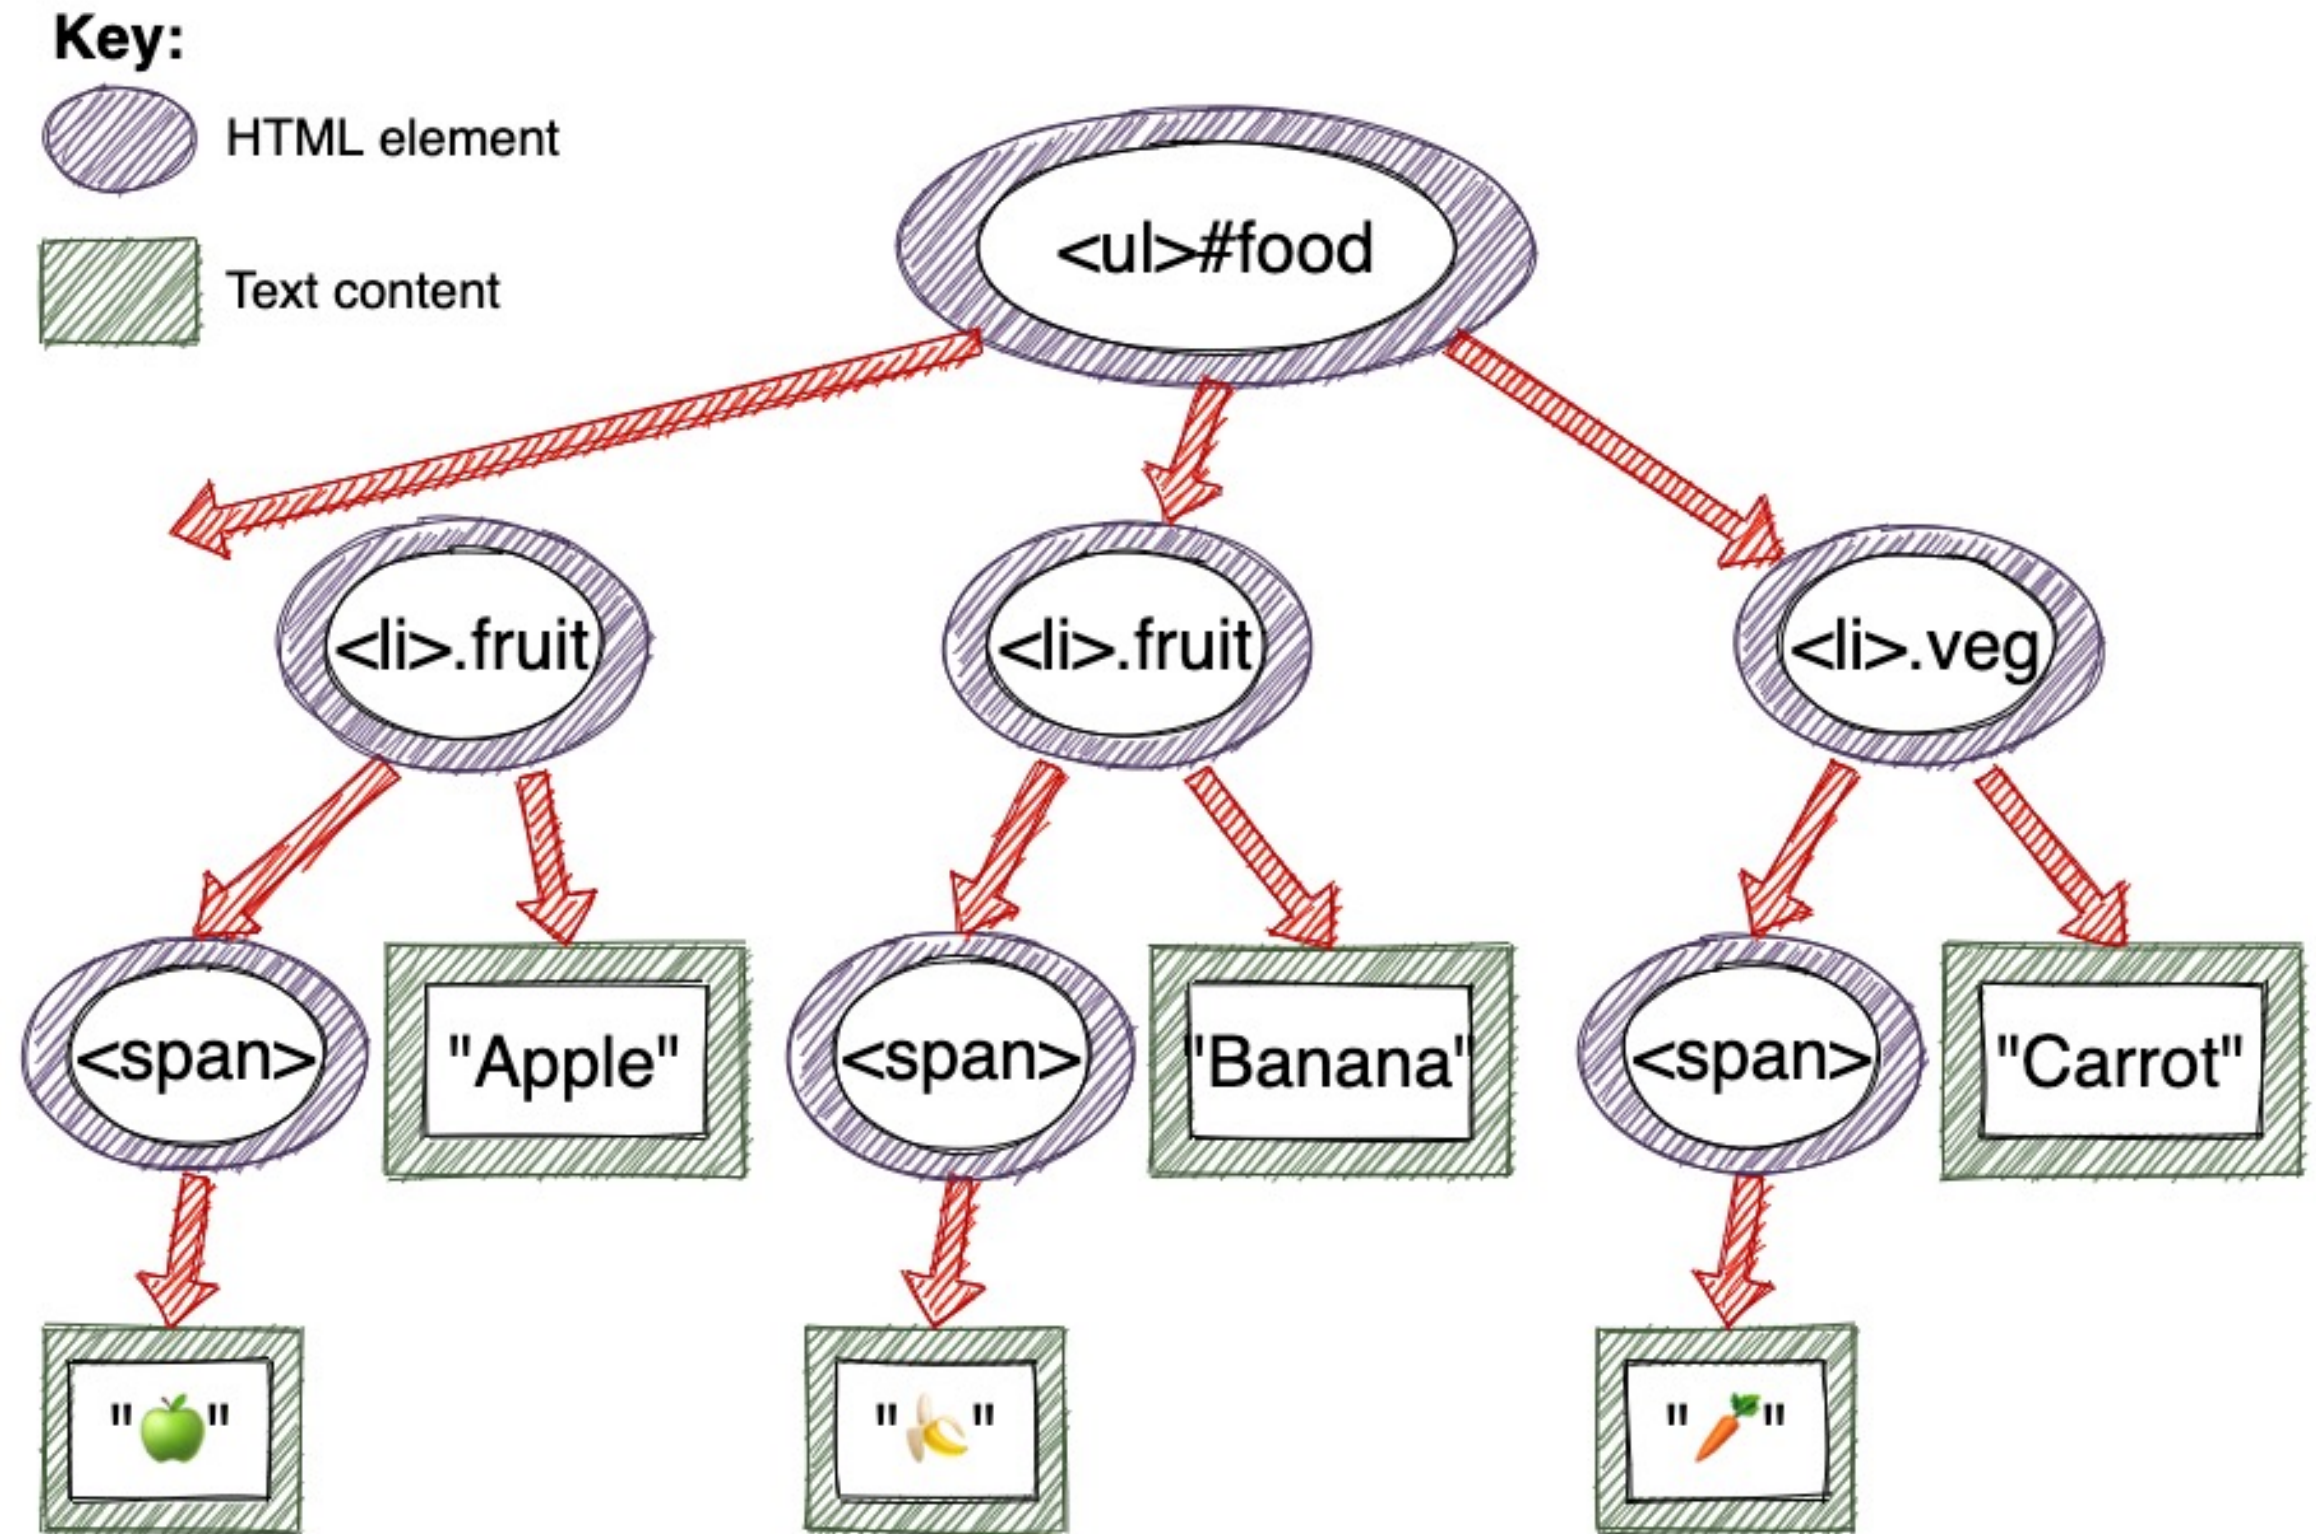 Key:
HTML element
Text content
<ul>#food
<li>.fruit
<li>.fruit
<li>.veg
<span>
"Apple"
<span>
"Banana"
<span>
"Carrot"
"🍏"
"🍌"
"🥕"